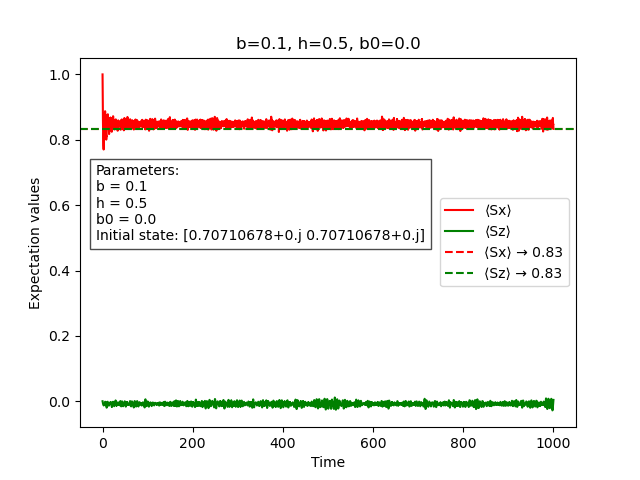 b=0.1, h=0.5, b0=0.0
Expectation values
1.0
0.8
0.6
0.4
0.2
0.0
Parameters:
b = 0.1
h = 0.5
b0 = 0.0
Initial state: [0.70710678+0.j 0.70710678+0.j]
⟨Sx⟩
⟨Sz⟩
⟨Sx⟩ → 0.83
⟨Sz⟩ → 0.83
0 200 400 600 800 1000
Time